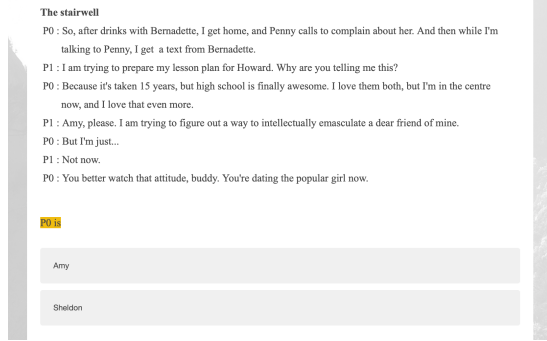 The stairwell
P0 : So, after drinks with Bernadette, I get home, and Penny calls to complain about her. And then while I'm
talking to Penny, I get a text from Bernadette.
P1 : I am trying to prepare my lesson plan for Howard. Why are you telling me this?
P0 : Because it's taken 15 years, but high school is finally awesome. I love them both, but I'm in the centre
now, and I love that even more.
P1 : Amy, please. I am trying to figure out a way to intellectually emasculate a dear friend of mine.
P0 : But I'm just...
P1 : Not now.
P0 : You better watch that attitude, buddy. You're dating the popular girl now.
P0 is
Amy
Sheldon